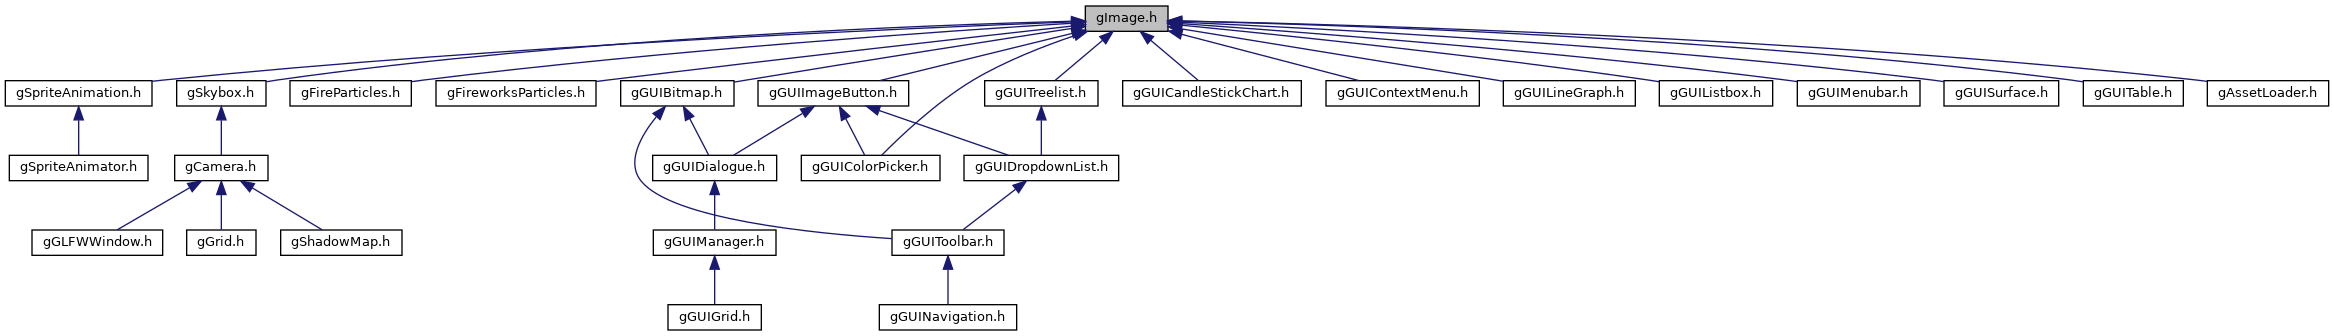 gImage.h
gSpriteAnimation.h
gSkybox.h
gFireParticles.h
gFireworksParticles.h
gGUIBitmap.h
gGUIImageButton.h
gGUITreelist.h
gGUICandleStickChart.h
gGUIContextMenu.h
gGUILineGraph.h
gGUIListbox.h
gGUIMenubar.h
gGUISurface.h
gGUITable.h
gAssetLoader.h
gSpriteAnimator.h
gCamera.h
gGUIDialogue.h
gGUIColorPicker.h
gGUIDropdownList.h
gGLFWWindow.h
gGrid.h
gShadowMap.h
gGUIManager.h
gGUIToolbar.h
gGUIGrid.h
gGUINavigation.h